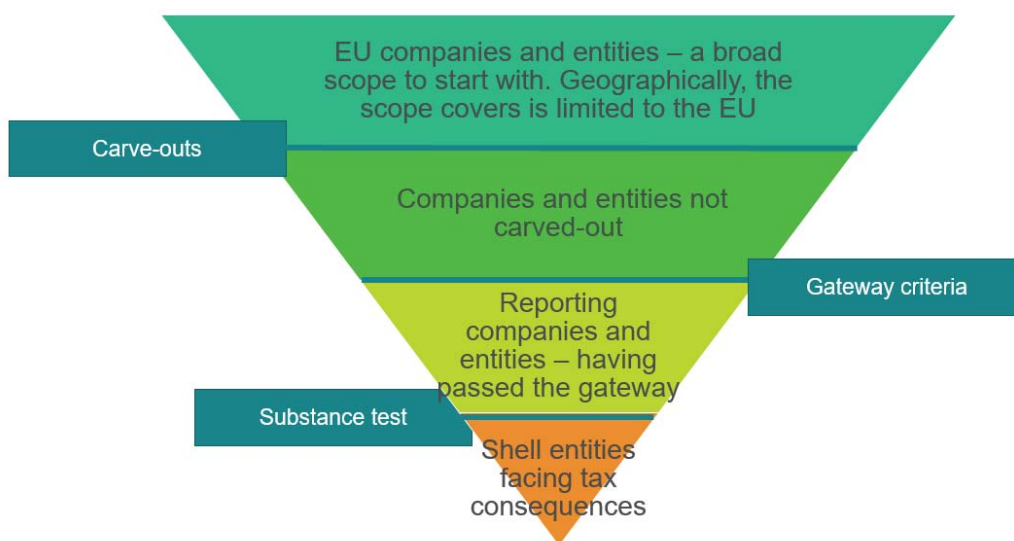 EU companies and entities – a broad
scope to start with. Geographically, the
scope covers is limited to the EU
Carve-outs
Companies and entities not
carved-out
Gateway criteria
Reporting
companies and
entities – having
passed the gateway
Substance test
Shell entities
facing tax
consequences